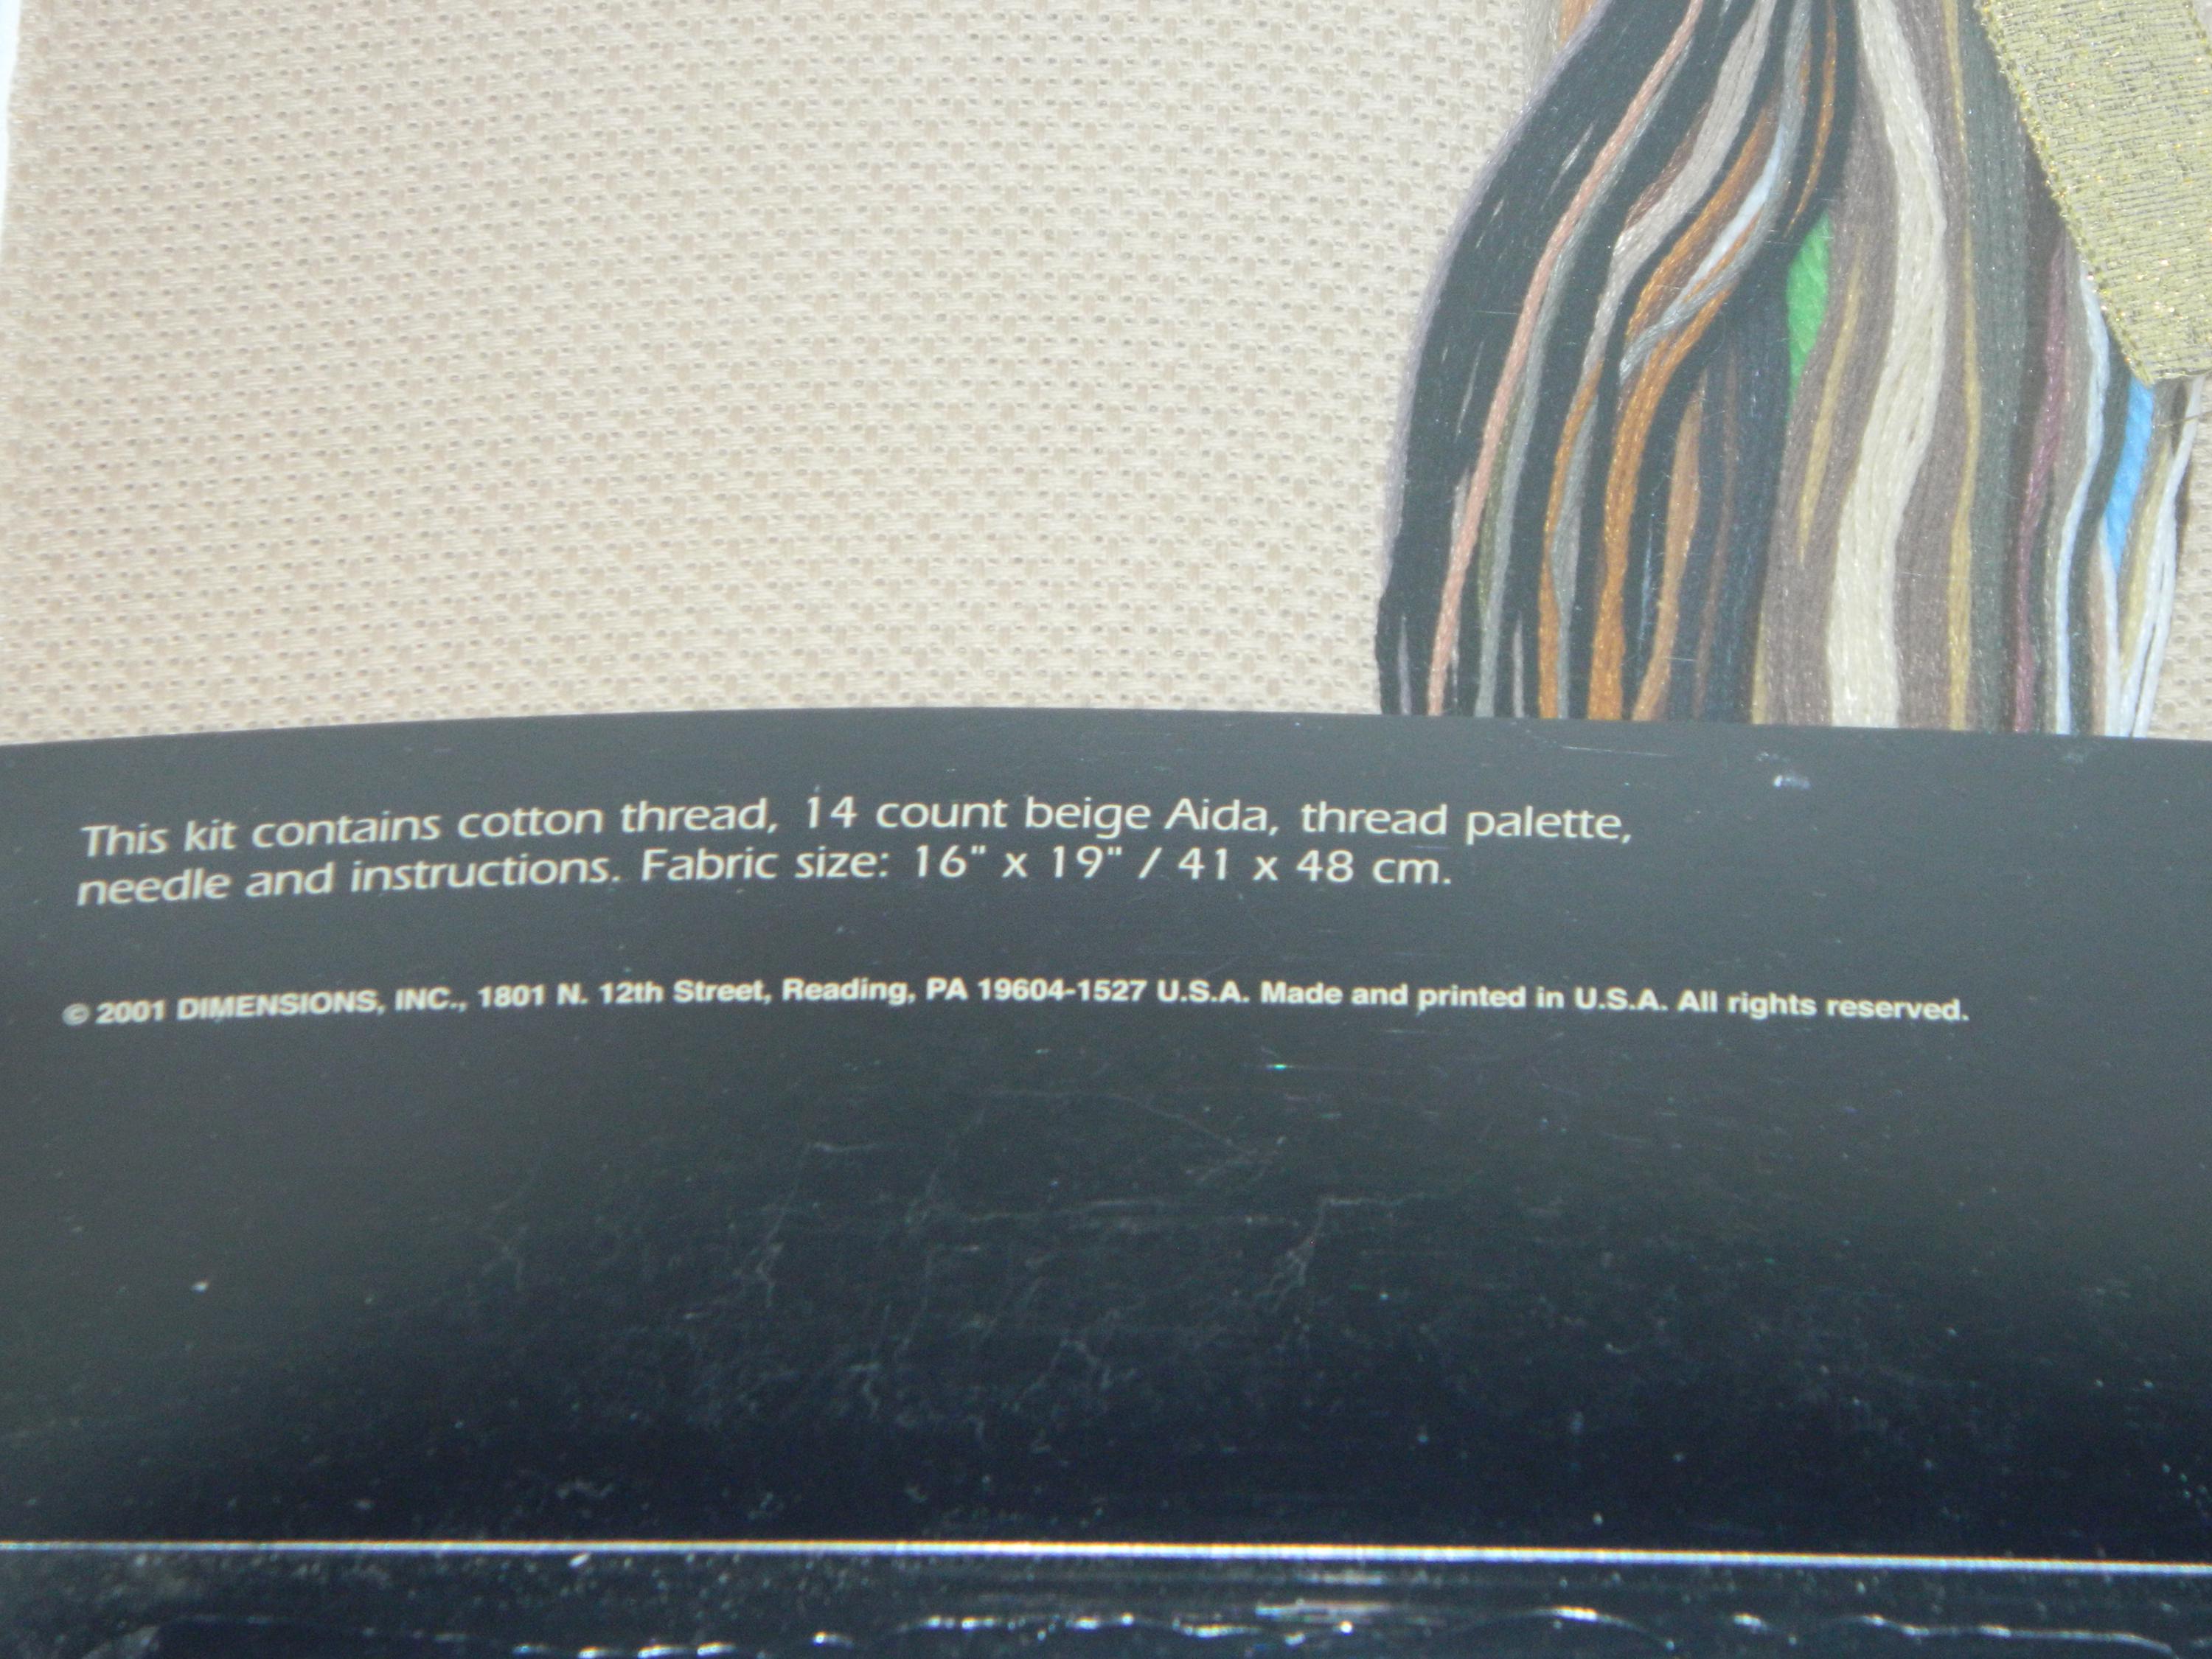 This kit contains cotton thread, 14 count beige Aida, thread palette,
needle and instructions. Fabric size: 16" x 19" / 41 x 48 cm.
© 2001 DIMENSIONS, INC., 1801 N. 12th Street, Reading, PA 19604-1527 U.S.A. Made and printed in U.S.A. All rights reserved.